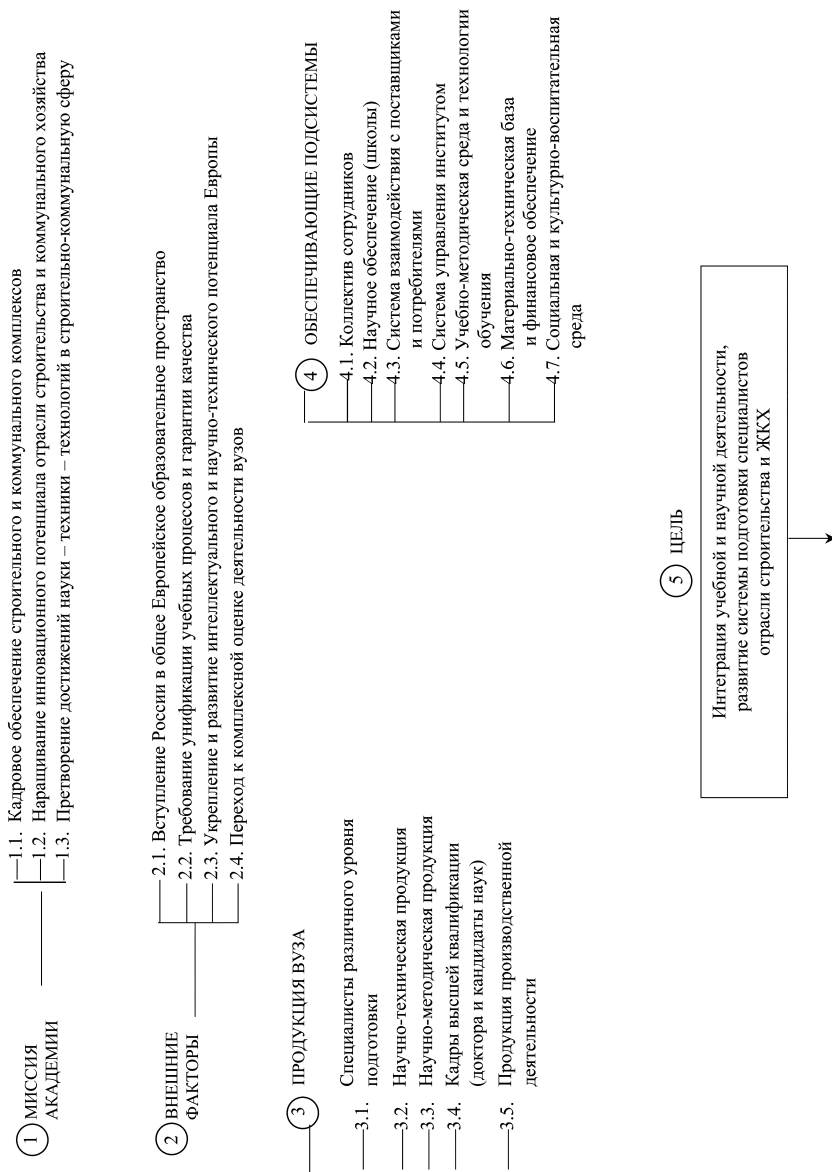 1 МИССИЯ
АКАДЕМИИ
1.1. Кадровое обеспечение строительного и коммунального комплексов
1.2. Наращивание инновационного потенциала отрасли строительства и коммунального хозяйства
1.3. Претворение достижений науки – техники – технологий в строительно-коммунальную сферу
2 ВНЕШНИЕ
ФАКТОРЫ
2.1. Вступление России в общее Европейское образовательное пространство
2.2. Требование унификации учебных процессов и гарантии качества
2.3. Укрепление и развитие интеллектуального и научно-технического потенциала Европы
2.4. Переход к комплексной оценке деятельности вузов
3 ПРОДУКЦИЯ ВУЗА
3.1. Специалисты различного уровня
подготовки
3.2. Научно-техническая продукция
3.3. Научно-методическая продукция
3.4. Кадры высшей квалификации
(доктора и кандидаты наук)
3.5. Продукция производственной
деятельности
4 ОБЕСПЕЧИВАЮЩИЕ ПОДСИСТЕМЫ
4.1. Коллектив сотрудников
4.2. Научное обеспечение (школы)
4.3. Система взаимодействия с поставщиками
и потребителями
4.4. Система управления институтом
4.5. Учебно-методическая среда и технологии
обучения
4.6. Материально-техническая база
и финансовое обеспечение
4.7. Социальная и культурно-воспитательная
среда
5 ЦЕЛЬ
Интеграция учебной и научной деятельности,
развитие системы подготовки специалистов
отрасли строительства и ЖКХ